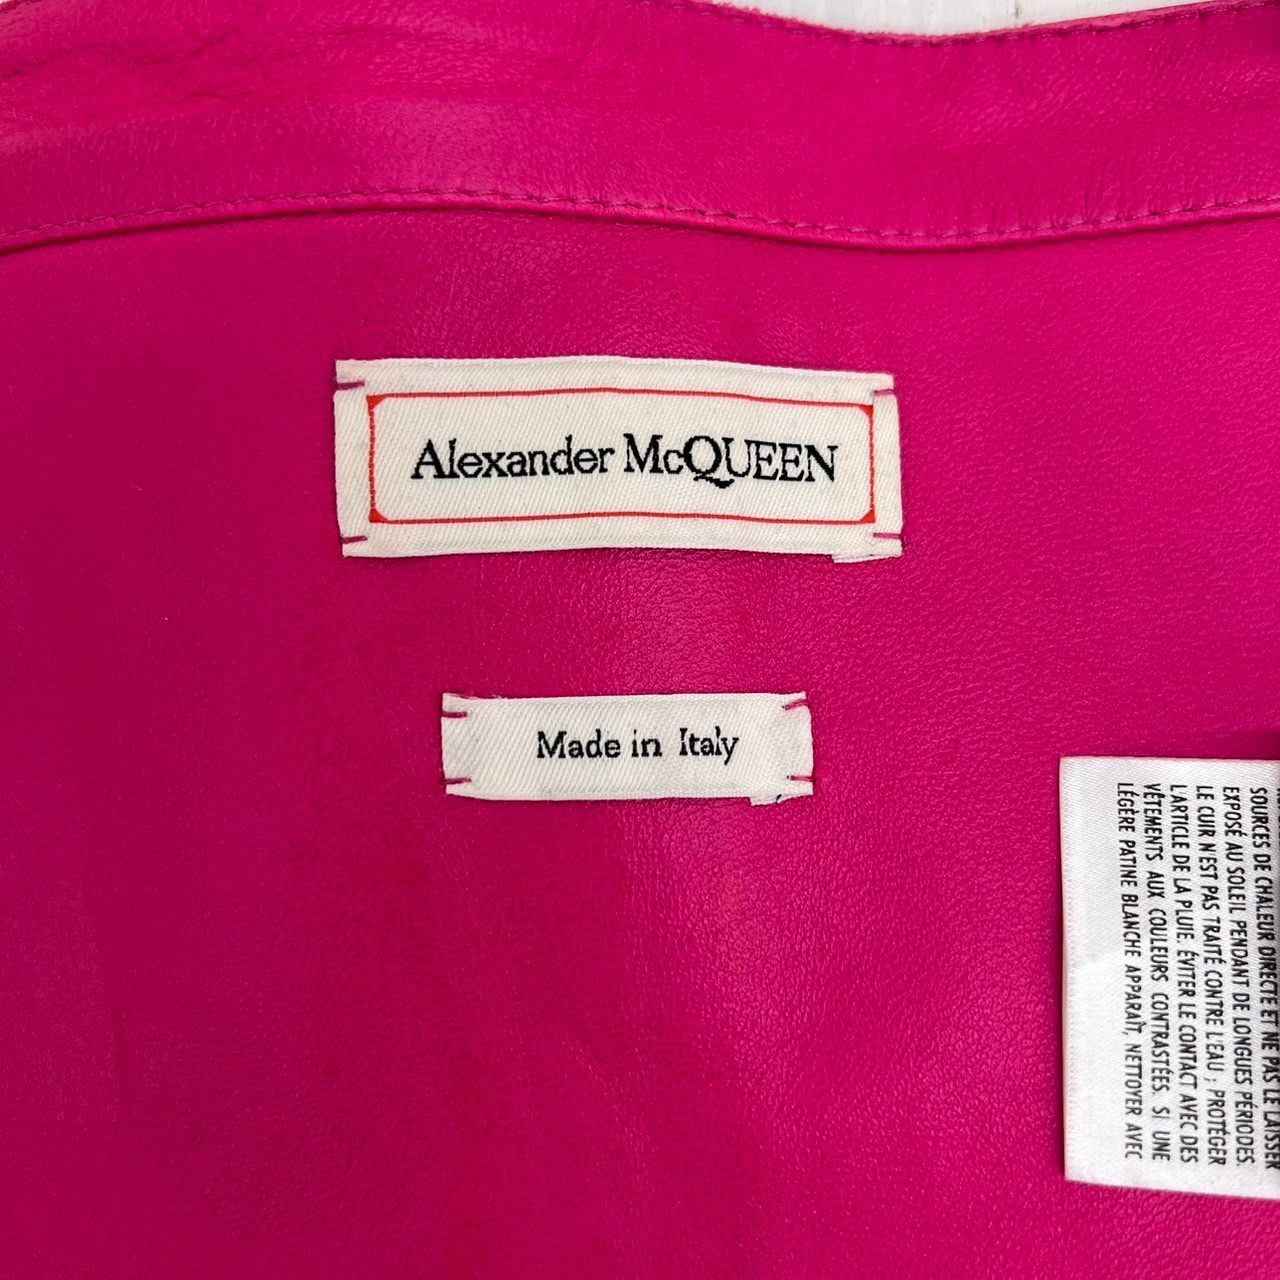 Alexander McQUEEN
Made in Italy
SOURCES DE CHALEUR DIRECTE ET NE PAS LE LAISSER
EXPOSÉ AU SOLEIL PENDANT DE LONGUES PÉRIODES.
LE CUIR N'EST PAS TRAITÉ CONTRE L'EAU ; PROTÉGER
L'ARTICLE DE LA PLUIE. ÉVITER LE CONTACT AVEC DES
VÊTEMENTS AUX COULEURS CONTRASTÉES. SI UNE
LÉGÈRE PATINE BLANCHE APPARAÎT, NETTOYER AVEC